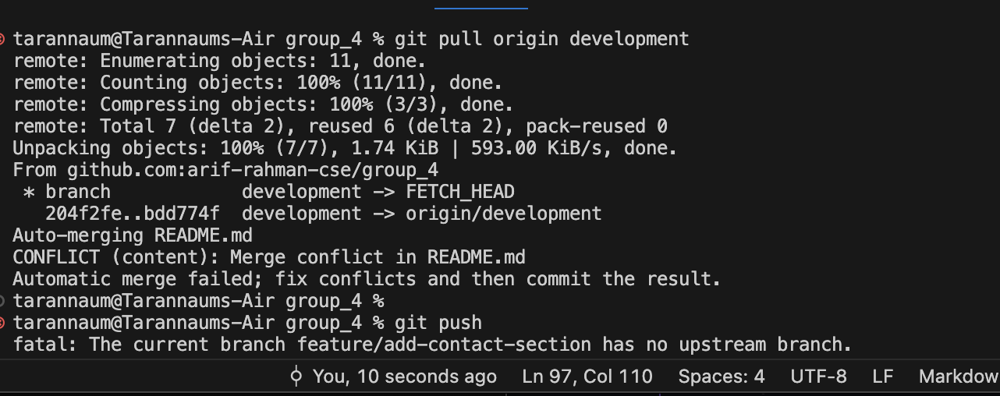 tarannaum@Tarannaums-Air group_4 % git pull origin development
remote: Enumerating objects: 11, done.
remote: Counting objects: 100% (11/11), done.
remote: Compressing objects: 100% (3/3), done.
remote: Total 7 (delta 2), reused 6 (delta 2), pack-reused 0
Unpacking objects: 100% (7/7), 1.74 KiB | 593.00 KiB/s, done.
From github.com:arif-rahman-cse/group_4
 * branch            development -> FETCH_HEAD
   204f2fe..bdd774f  development -> origin/development
Auto-merging README.md
CONFLICT (content): Merge conflict in README.md
Automatic merge failed; fix conflicts and then commit the result.
tarannaum@Tarannaums-Air group_4 %
tarannaum@Tarannaums-Air group_4 % git push
fatal: The current branch feature/add-contact-section has no upstream branch.
You, 10 seconds ago Ln 97, Col 110 Spaces: 4 UTF-8 LF Markdow